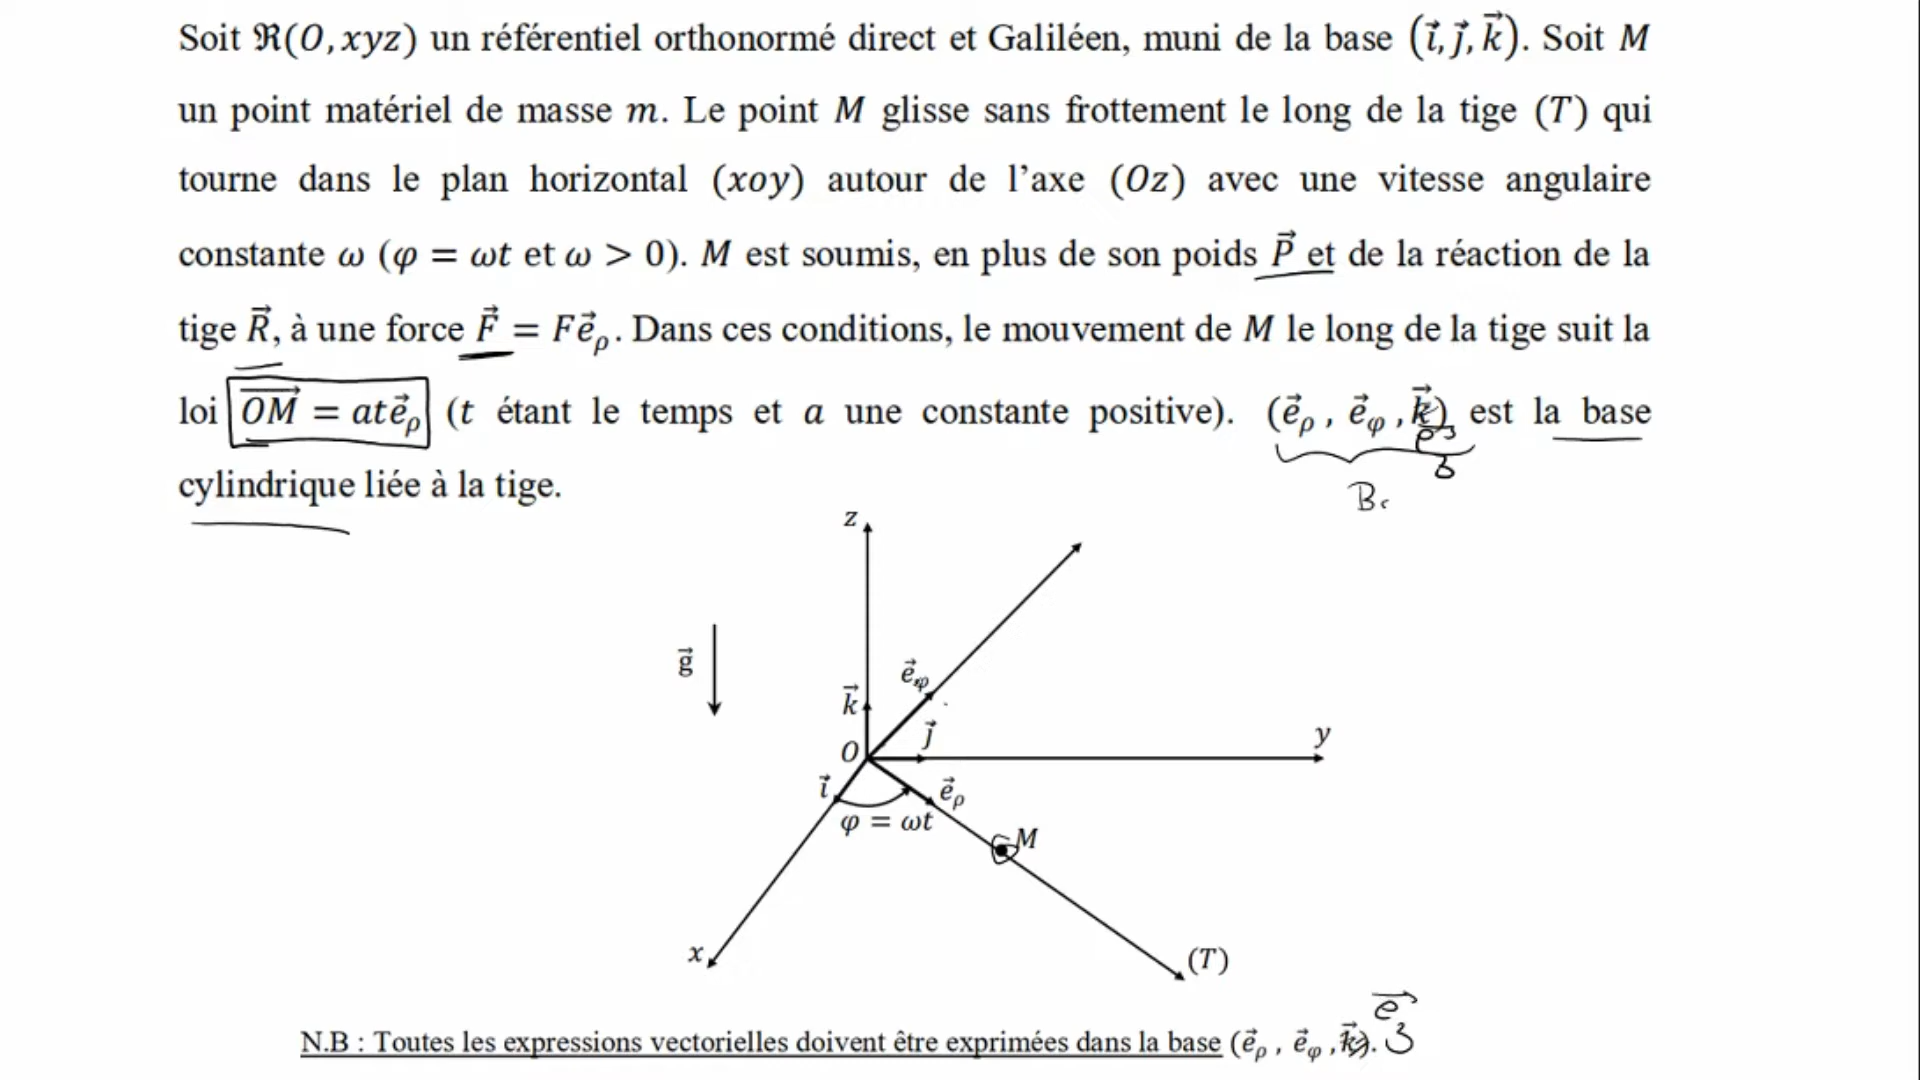 Soit ℜ(O, xyz) un référentiel orthonormé direct et Galiléen, muni de la base (i⃗, j⃗, k⃗). Soit M
un point matériel de masse m. Le point M glisse sans frottement le long de la tige (T) qui
tourne dans le plan horizontal (xoy) autour de l’axe (Oz) avec une vitesse angulaire
constante ω (φ = ωt et ω > 0). M est soumis, en plus de son poids P⃗ et de la réaction de la
tige R⃗, à une force F⃗ = Fe⃗ρ. Dans ces conditions, le mouvement de M le long de la tige suit la
loi OM⃗ = ate⃗ρ (t étant le temps et a une constante positive). (e⃗ρ, e⃗φ, k⃗) est la base
e⃗3
cylindrique liée à la tige.
Bc
z
g⃗
e⃗φ
k⃗
j⃗
O
y
i⃗
e⃗ρ
φ = ωt
M
x
(T)
e⃗3
N.B : Toutes les expressions vectorielles doivent être exprimées dans la base (e⃗ρ, e⃗φ, k⃗).